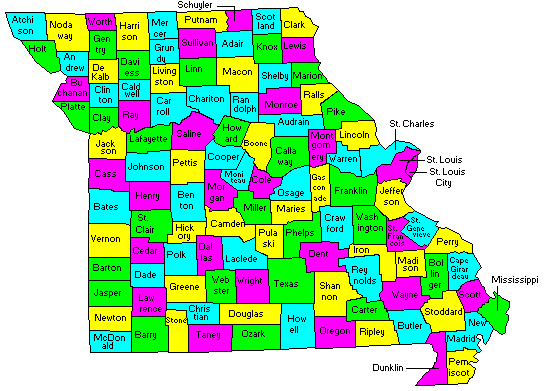 Schuyler
Atchi
son
Noda
way
Worth
Harri
son
Mer
cer
Putnam
Scot
land
Clark
Gen
try
Sullivan
Adair
Knox
Lewis
Holt
An
drew
De
Kalb
Davi
ess
Grun
dy
Linn
Macon
Shelby
Marion
Livings
ton
Bu
chanan
Clin
ton
Cald
well
Car
roll
Chariton
Ran
dolph
Monroe
Ralls
Platte
Clay
Ray
Pike
Audrain
Saline
How
ard
Boone
Calla
way
Mont
gom
ery
Lincoln
St. Charles
Jack
son
Lafayette
Cooper
Warren
St. Louis
St. Louis
City
Cass
Johnson
Pettis
Moni
teau
Cole
Osage
Gas
con
ade
Franklin
Jeffer
son
Henry
Ben
ton
Mor
gan
Miller
Maries
Bates
St.
Clair
Camden
Craw
ford
Wash
ington
St.
Fran
cois
St.
Gene
vieve
Hick
ory
Pula
ski
Phelps
Vernon
Cedar
Polk
Dal
las
Laclede
Dent
Iron
Madi
son
Perry
Bol
lin
ger
Cape
Girar
deau
Barton
Dade
Web
ster
Wright
Texas
Rey
nolds
Mississippi
Jasper
Greene
Shan
non
Wayne
Scott
Law
rence
Chris
tian
Douglas
How
ell
Carter
Stoddard
Newton
Stone
Taney
Ozark
Oregon
Ripley
Butler
New
Madrid
McDon
ald
Barry
Dunklin
Pem
iscot